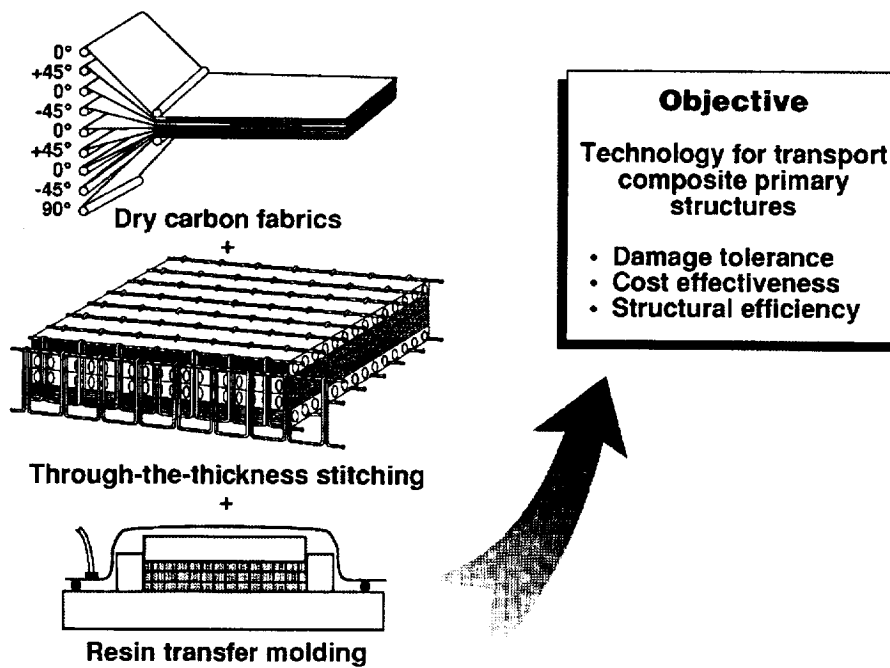 0°
+45°
0°
-45°
0°
+45°
0°
-45°
90°
Dry carbon fabrics
+
Through-the-thickness stitching
+
Resin transfer molding
Objective
Technology for transport
composite primary
structures
• Damage tolerance
• Cost effectiveness
• Structural efficiency